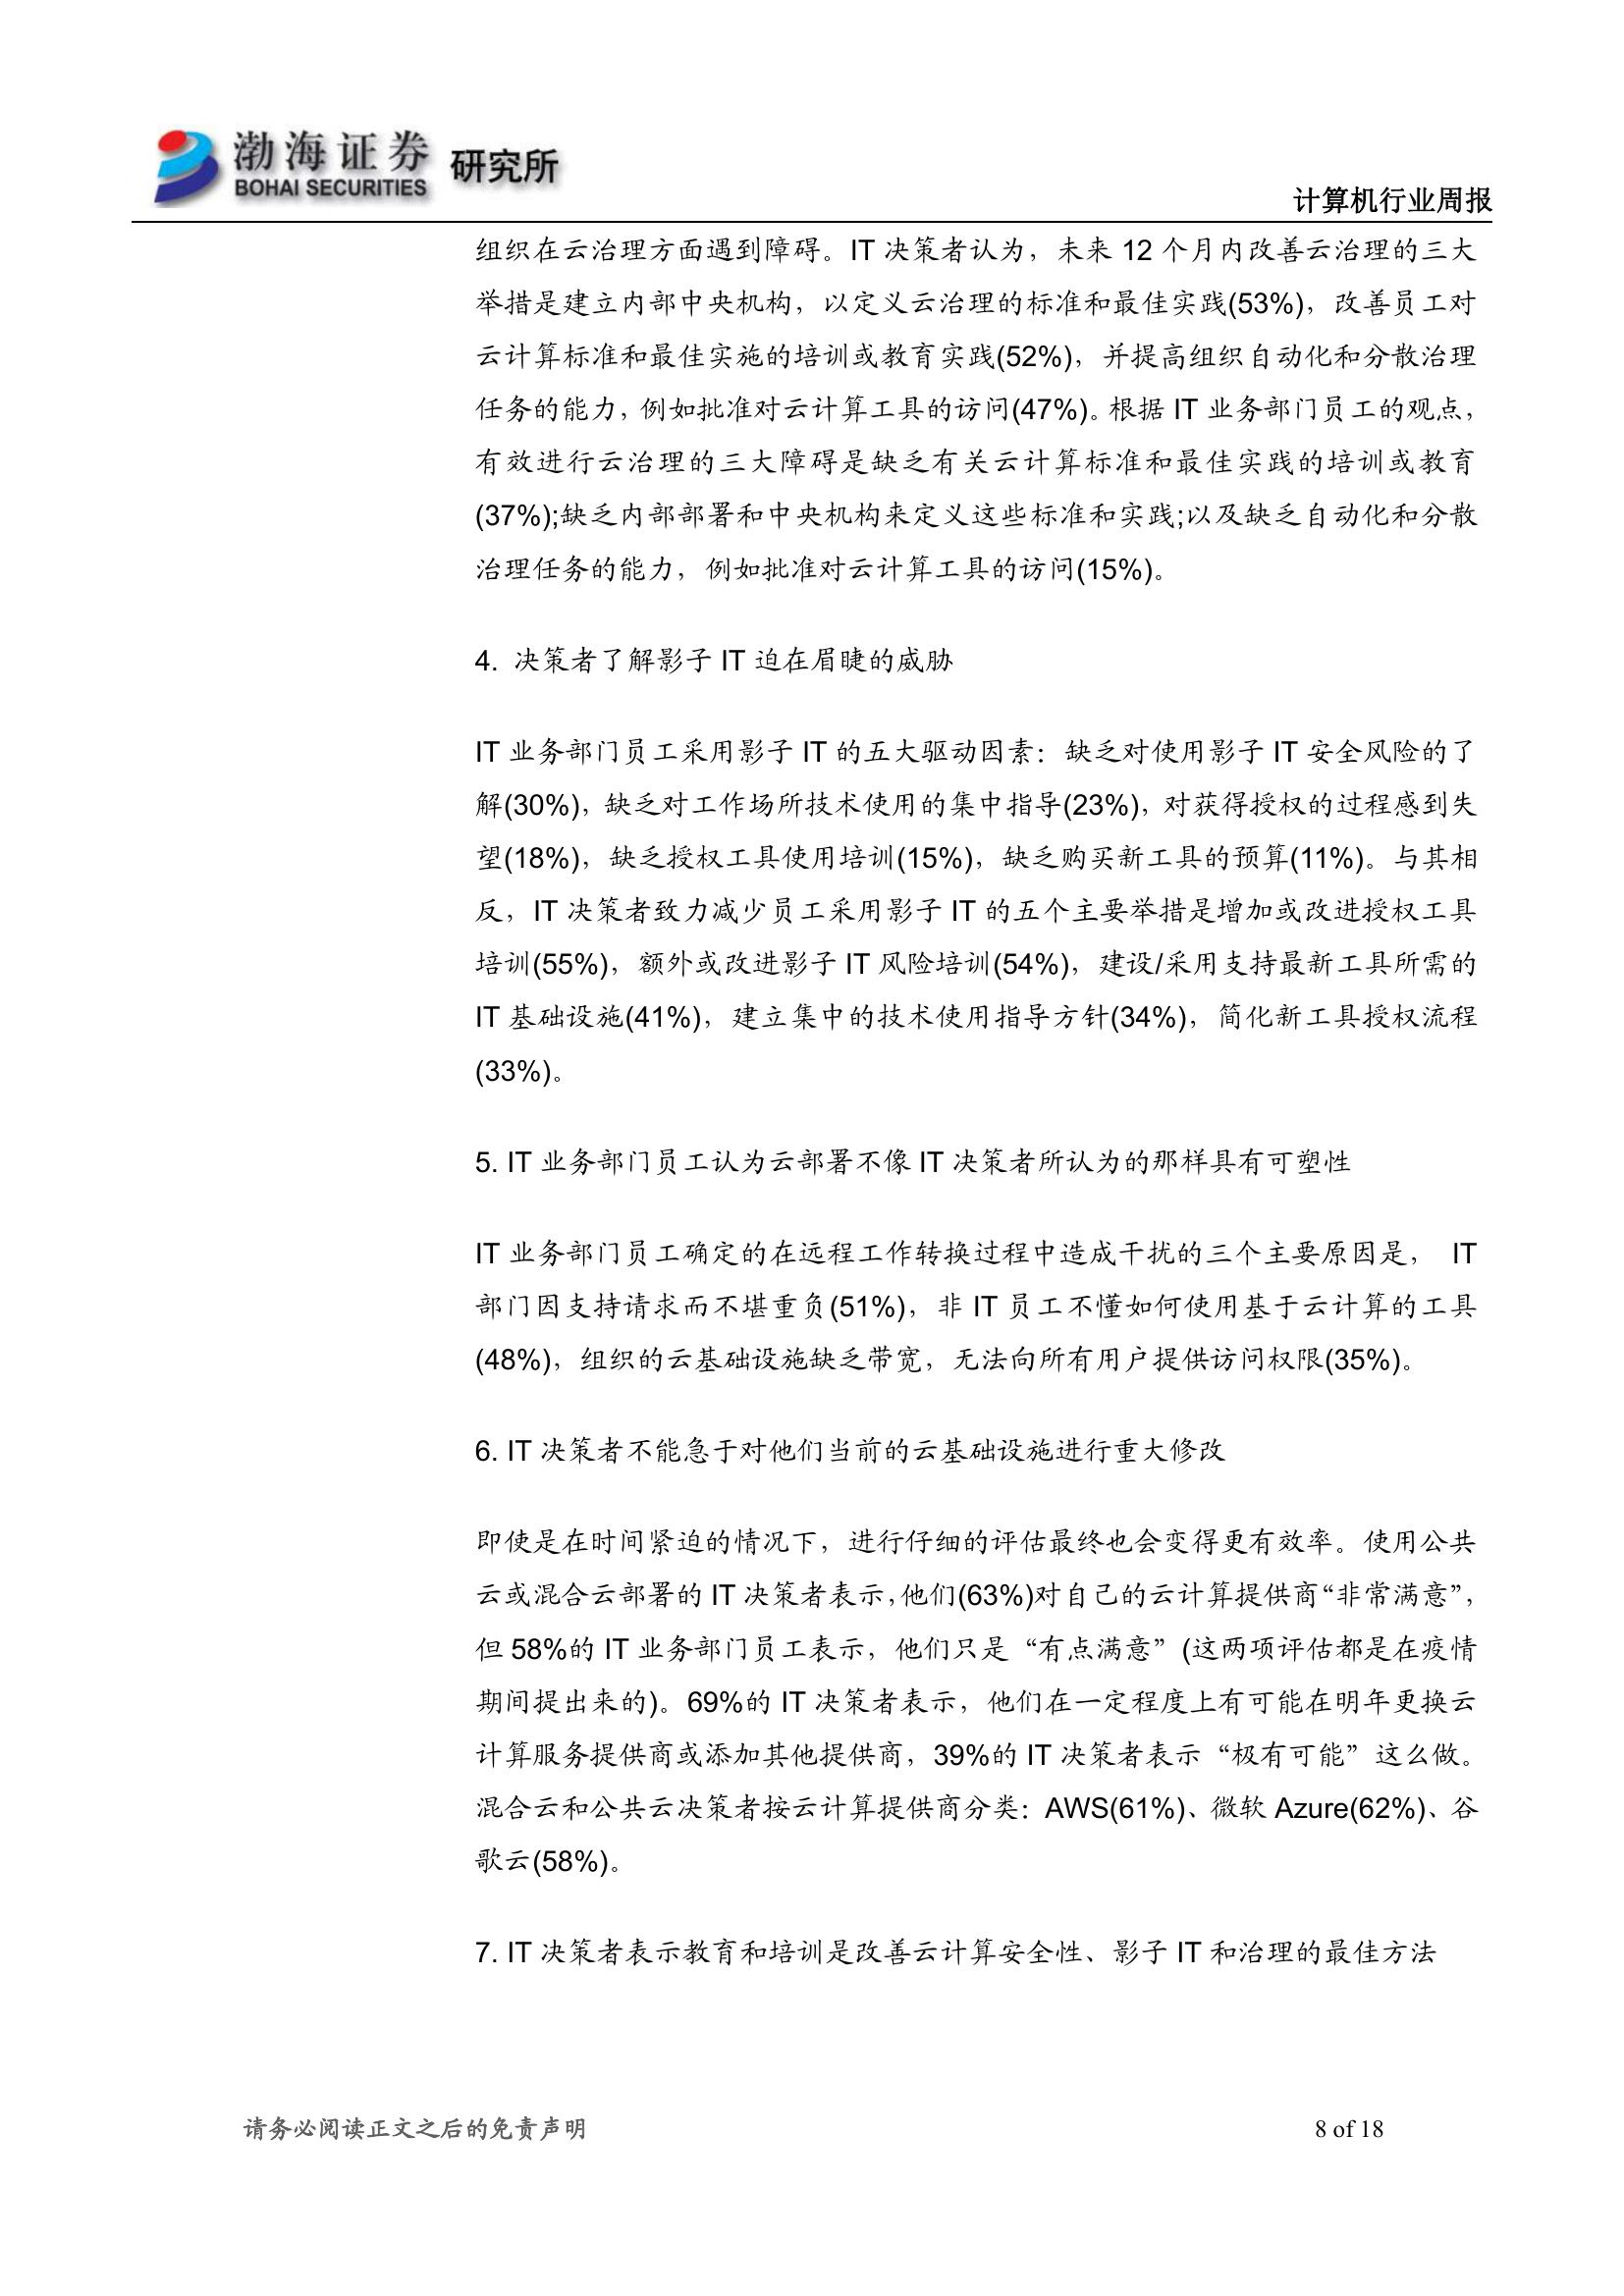 渤海证券 研究所
BOHAI SECURITIES
计算机行业周报
组织在云治理方面遇到障碍。IT 决策者认为，未来 12 个月内改善云治理的三大
举措是建立内部中央机构，以定义云治理的标准和最佳实践(53%)，改善员工对
云计算标准和最佳实施的培训或教育实践(52%)，并提高组织自动化和分散治理
任务的能力，例如批准对云计算工具的访问(47%)。根据 IT 业务部门员工的观点，
有效进行云治理的三大障碍是缺乏有关云计算标准和最佳实践的培训或教育
(37%);缺乏内部部署和中央机构来定义这些标准和实践;以及缺乏自动化和分散
治理任务的能力，例如批准对云计算工具的访问(15%)。
4. 决策者了解影子 IT 迫在眉睫的威胁
IT 业务部门员工采用影子 IT 的五大驱动因素：缺乏对使用影子 IT 安全风险的了
解(30%)，缺乏对工作场所技术使用的集中指导(23%)，对获得授权的过程感到失
望(18%)，缺乏授权工具使用培训(15%)，缺乏购买新工具的预算(11%)。与其相
反，IT 决策者致力减少员工采用影子 IT 的五个主要举措是增加或改进授权工具
培训(55%)，额外或改进影子 IT 风险培训(54%)，建设/采用支持最新工具所需的
IT 基础设施(41%)，建立集中的技术使用指导方针(34%)，简化新工具授权流程
(33%)。
5. IT 业务部门员工认为云部署不像 IT 决策者所认为的那样具有可塑性
IT 业务部门员工确定的在远程工作转换过程中造成干扰的三个主要原因是， IT
部门因支持请求而不堪重负(51%)，非 IT 员工不懂如何使用基于云计算的工具
(48%)，组织的云基础设施缺乏带宽，无法向所有用户提供访问权限(35%)。
6. IT 决策者不能急于对他们当前的云基础设施进行重大修改
即使是在时间紧迫的情况下，进行仔细的评估最终也会变得更有效率。使用公共
云或混合云部署的 IT 决策者表示，他们(63%)对自己的云计算提供商“非常满意”，
但 58%的 IT 业务部门员工表示，他们只是“有点满意”(这两项评估都是在疫情
期间提出来的)。69%的 IT 决策者表示，他们在一定程度上有可能在明年更换云
计算服务提供商或添加其他提供商，39%的 IT 决策者表示“极有可能”这么做。
混合云和公共云决策者按云计算提供商分类：AWS(61%)、微软 Azure(62%)、谷
歌云(58%)。
7. IT 决策者表示教育和培训是改善云计算安全性、影子 IT 和治理的最佳方法
请务必阅读正文之后的免责声明
8 of 18